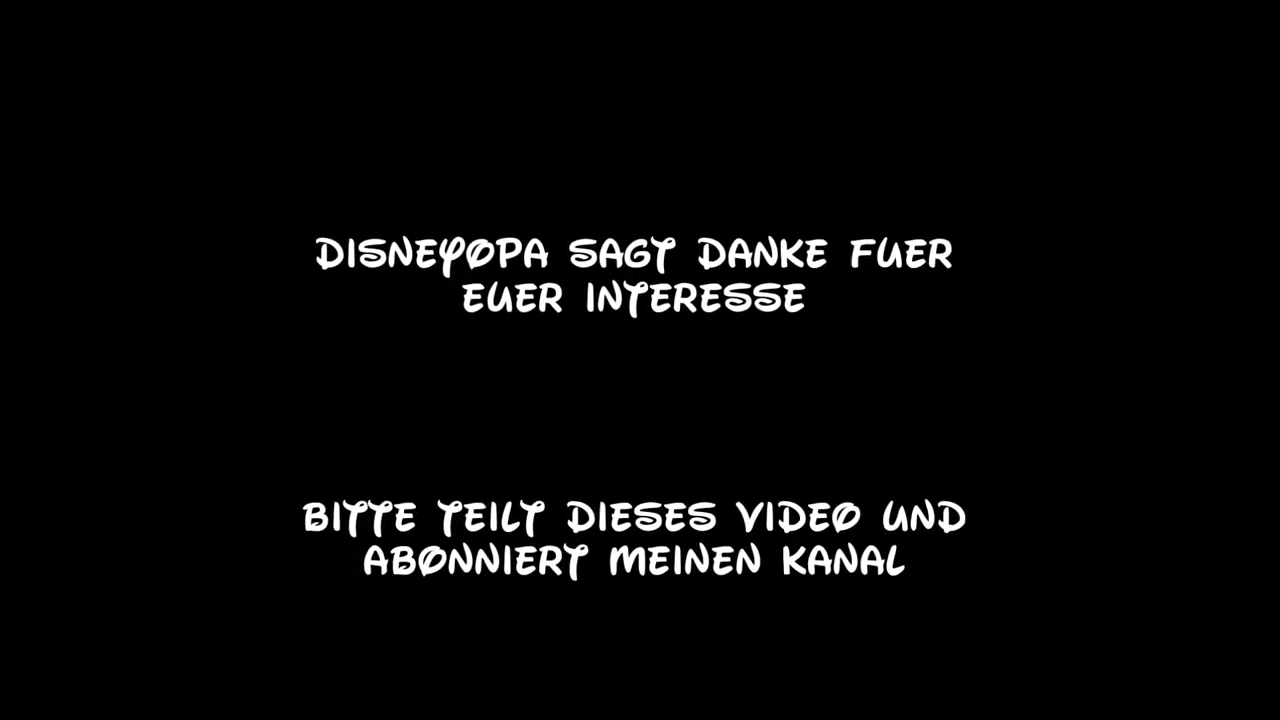 DISNEYOPA SAGT DANKE FUER
EUER INTERESSE
BITTE TEILT DIESES VIDEO UND
ABONNIERT MEINEN KANAL